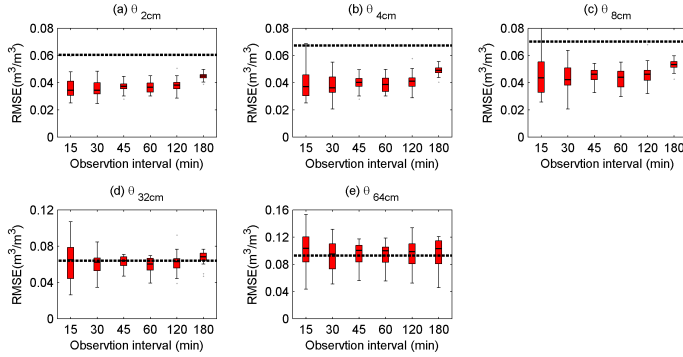 (a) θ 2cm
(b) θ 4cm
(c) θ 8cm
0.08
0.06
0.04
0.02
0
RMSE(m³/m³)
15 30 45 60 120 180
Observtion interval (min)
0.08
0.06
0.04
0.02
0
RMSE(m³/m³)
15 30 45 60 120 180
Observtion interval (min)
0.08
0.06
0.04
0.02
0
RMSE(m³/m³)
15 30 45 60 120 180
Observtion interval (min)
(d) θ 32cm
(e) θ 64cm
0.12
0.08
0.04
0
RMSE(m³/m³)
15 30 45 60 120 180
Observtion interval (min)
0.16
0.12
0.08
0.04
0
RMSE(m³/m³)
15 30 45 60 120 180
Observtion interval (min)